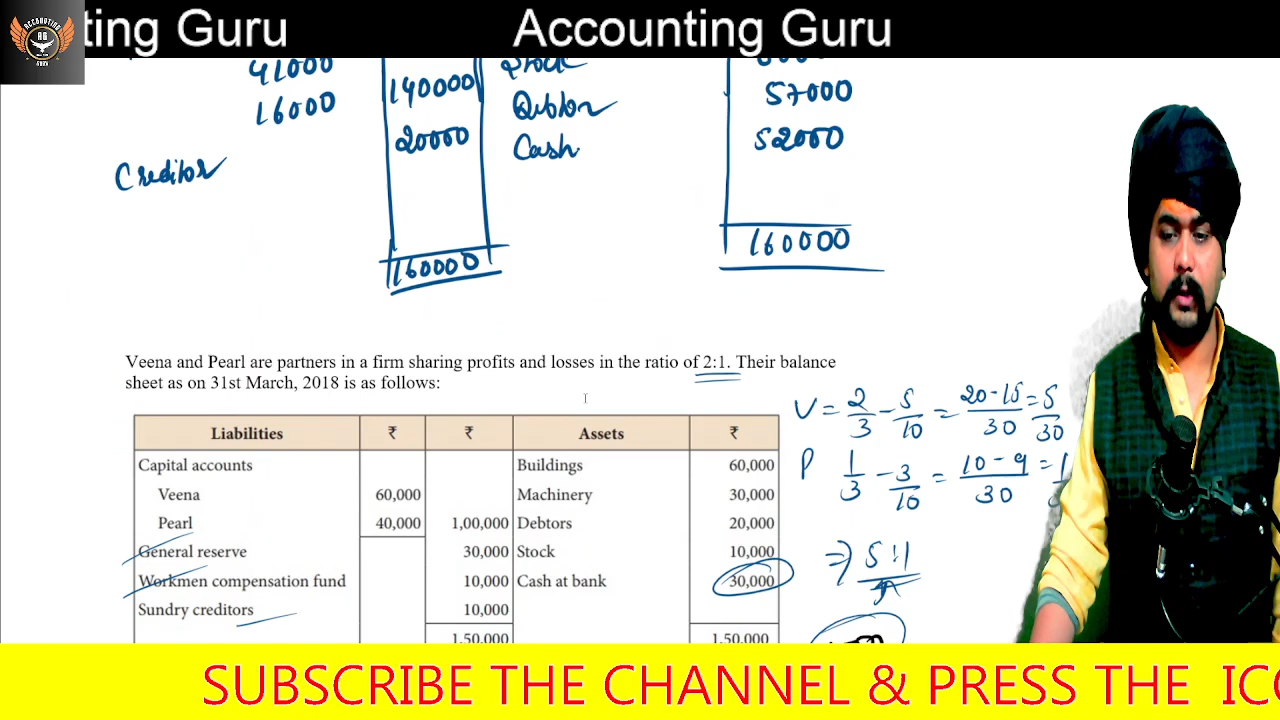 ting Guru Accounting Guru
ACCOUNTING
AG
GURU
41000 140000 Stock
16000 Debtor 57000
20000 Cash 52000
Creditor
160000 160000
Veena and Pearl are partners in a firm sharing profits and losses in the ratio of 2:1. Their balance
sheet as on 31st March, 2018 is as follows:
V = 2/3 - 5/10 = 20-15/30 = 5/30
Liabilities ₹ ₹ Assets ₹
Capital accounts Buildings 60,000
P 1/3 - 3/10 = 10-9/30 = 1/
Veena 60,000 Machinery 30,000
Pearl 40,000 1,00,000 Debtors 20,000
General reserve 30,000 Stock 10,000
⇒ 5:1
Workmen compensation fund 10,000 Cash at bank 30,000
Sundry creditors 10,000
1,50,000 1,50,000
SUBSCRIBE THE CHANNEL & PRESS THE ICO